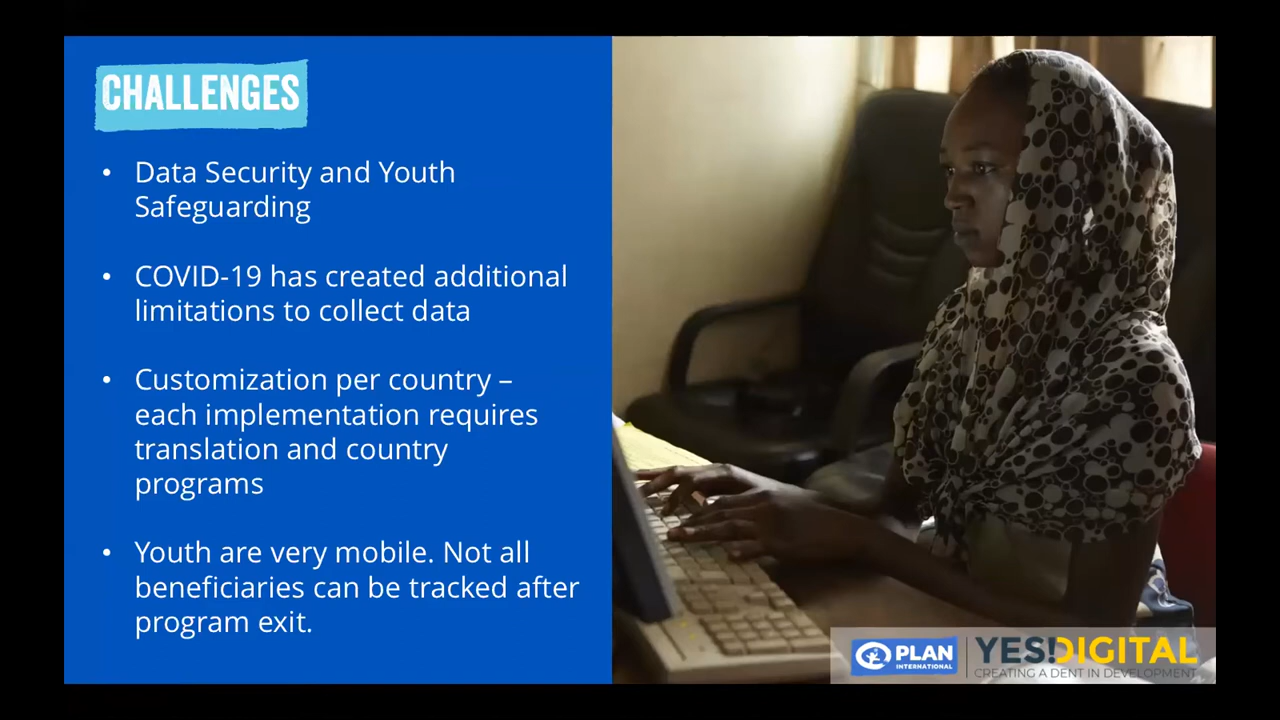 CHALLENGES
• Data Security and Youth
Safeguarding
• COVID-19 has created additional
limitations to collect data
• Customization per country –
each implementation requires
translation and country
programs
• Youth are very mobile. Not all
beneficiaries can be tracked after
program exit.
PLAN
INTERNATIONAL
YES!DIGITAL
CREATING A DENT IN DEVELOPMENT